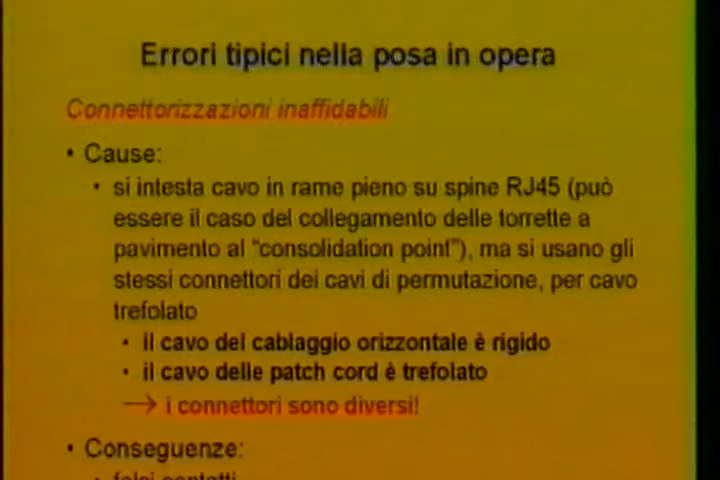 Errori tipici nella posa in opera
Connettorizzazioni inaffidabili
• Cause:
• si intesta cavo in rame pieno su spine RJ45 (può
essere il caso del collegamento delle torrette a
pavimento al “consolidation point”), ma si usano gli
stessi connettori dei cavi di permutazione, per cavo
trefolato
• il cavo del cablaggio orizzontale è rigido
• il cavo delle patch cord è trefolato
→ i connettori sono diversi!
• Conseguenze:
• falsi contatti